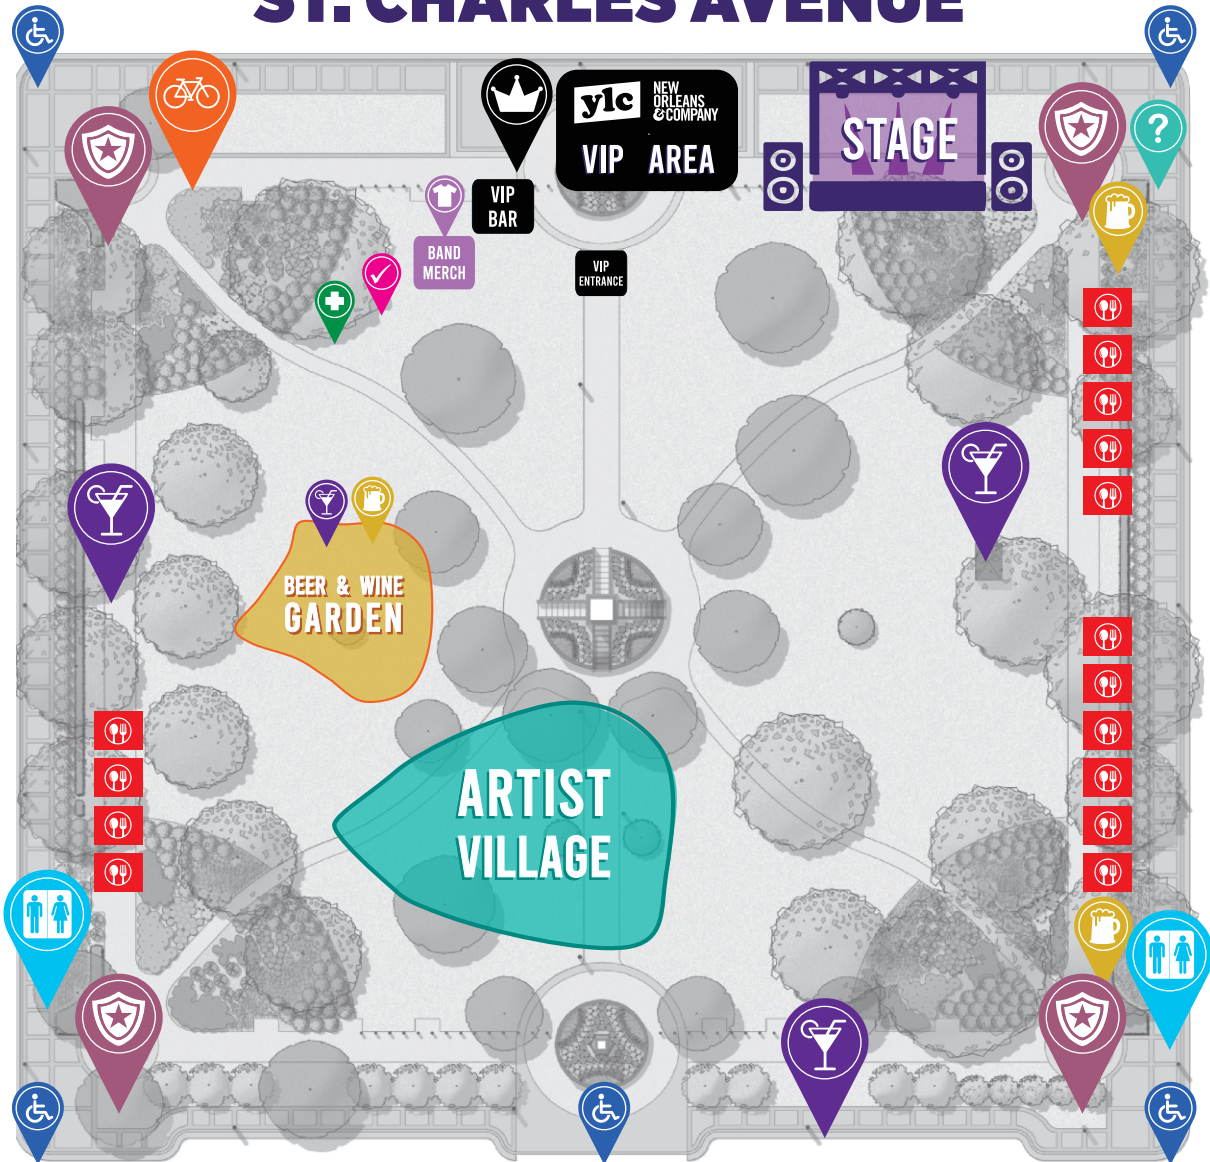 ST. CHARLES AVENUE
ylc
NEW
ORLEANS
&COMPANY
VIP AREA
STAGE
?
VIP
BAR
BAND
MERCH
VIP
ENTRANCE
BEER & WINE
GARDEN
ARTIST
VILLAGE